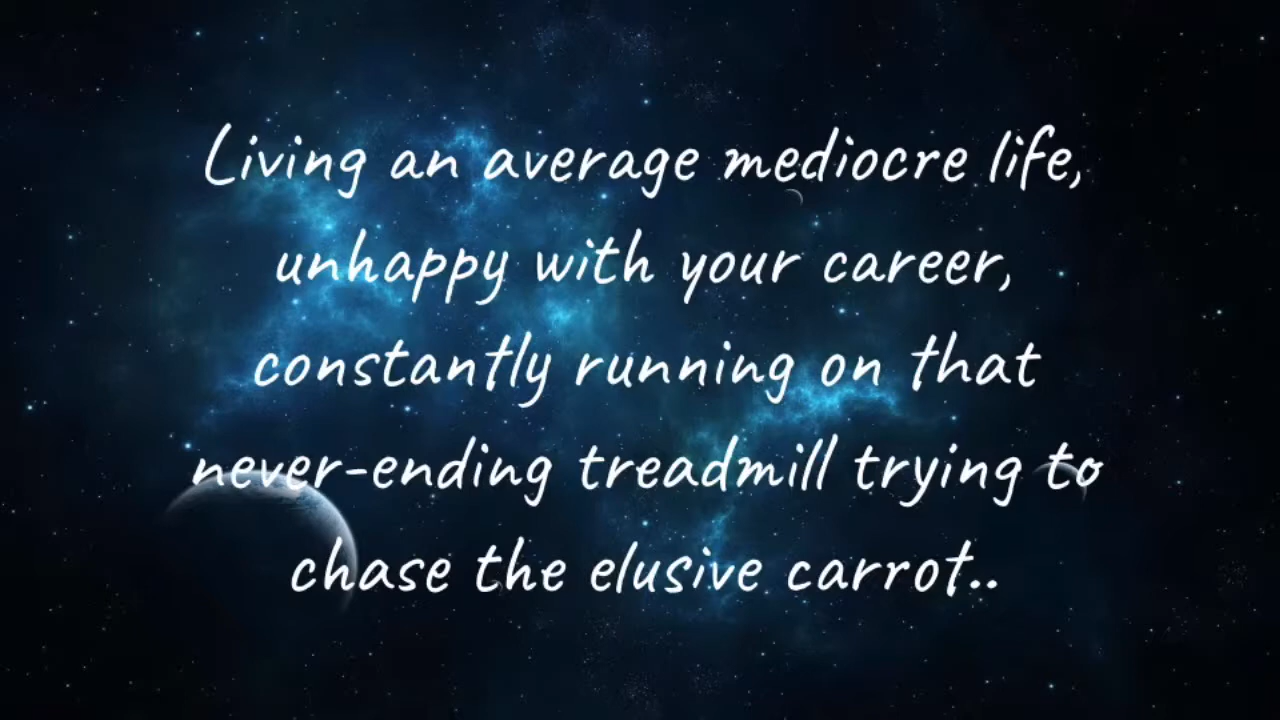 Living an average mediocre life,
unhappy with your career,
constantly running on that
never-ending treadmill trying to
chase the elusive carrot..